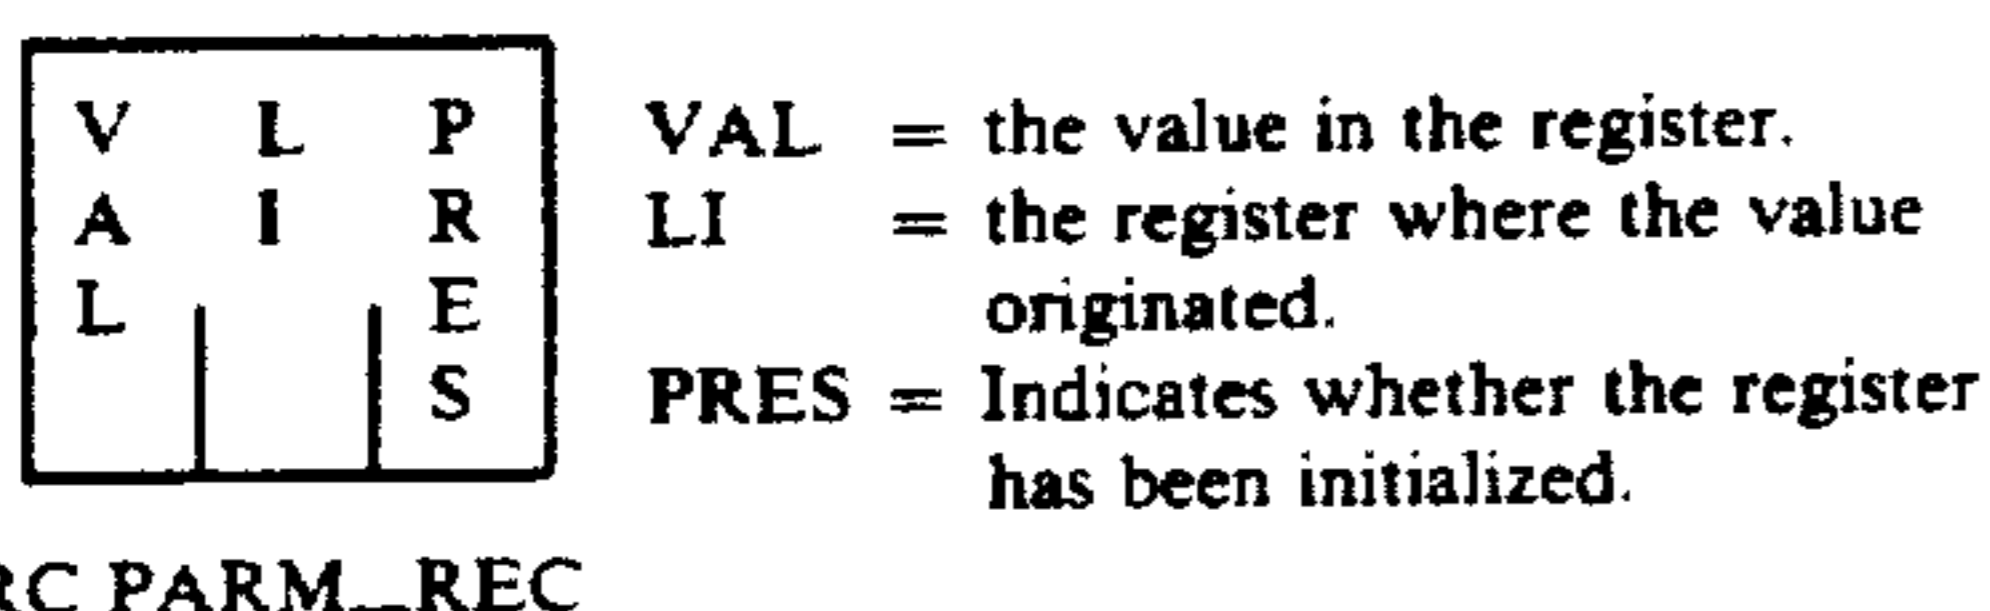 V L P
A I R
L E
S
VAL = the value in the register.
LI = the register where the value
originated.
PRES = Indicates whether the register
has been initialized.
PARM_REC